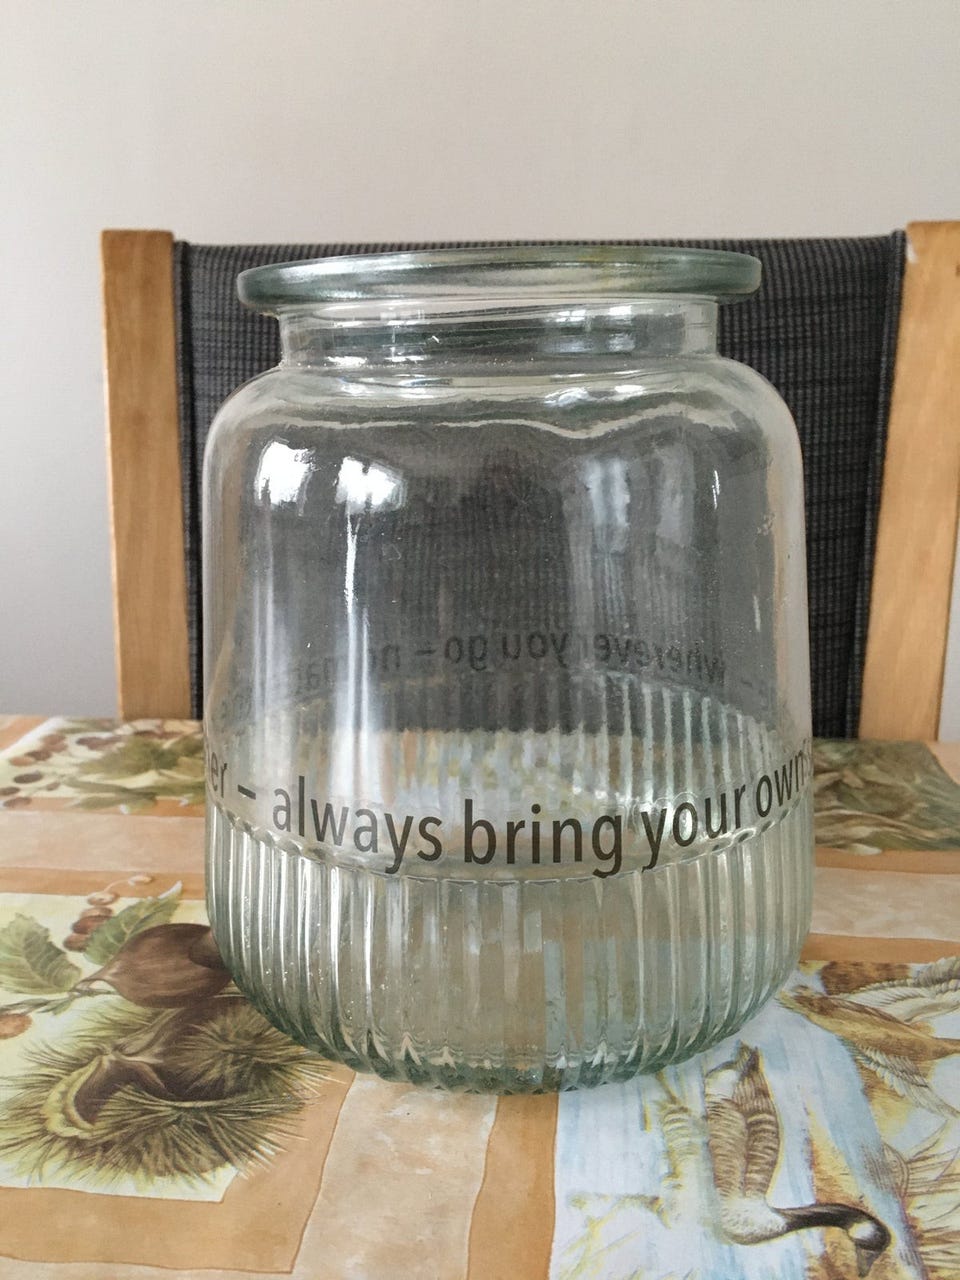 – wherever you go – no
– always bring your own